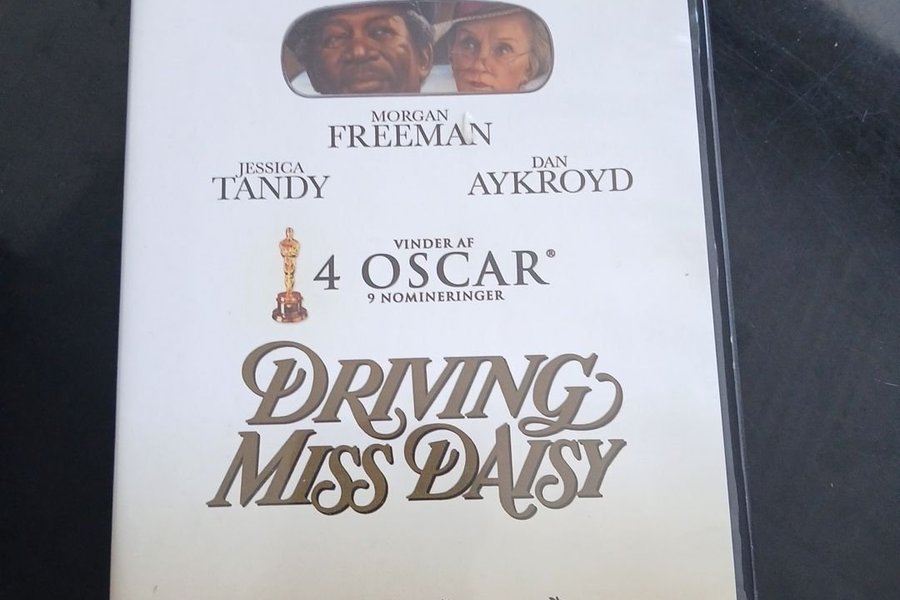 MORGAN
FREEMAN
JESSICA
TANDY
DAN
AYKROYD
VINDER AF
4 OSCAR®
9 NOMINERINGER
DRIVING
MISS DAISY